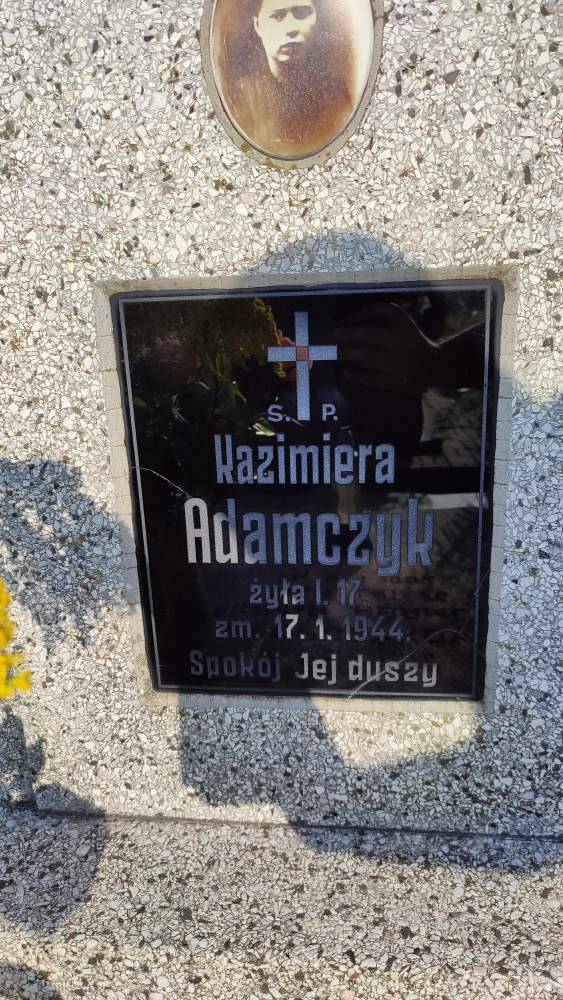 Ś. P.
Kazimiera
Adamczyk
żyła l. 17
zm. 17. 1. 1944.
Spokój Jej duszy